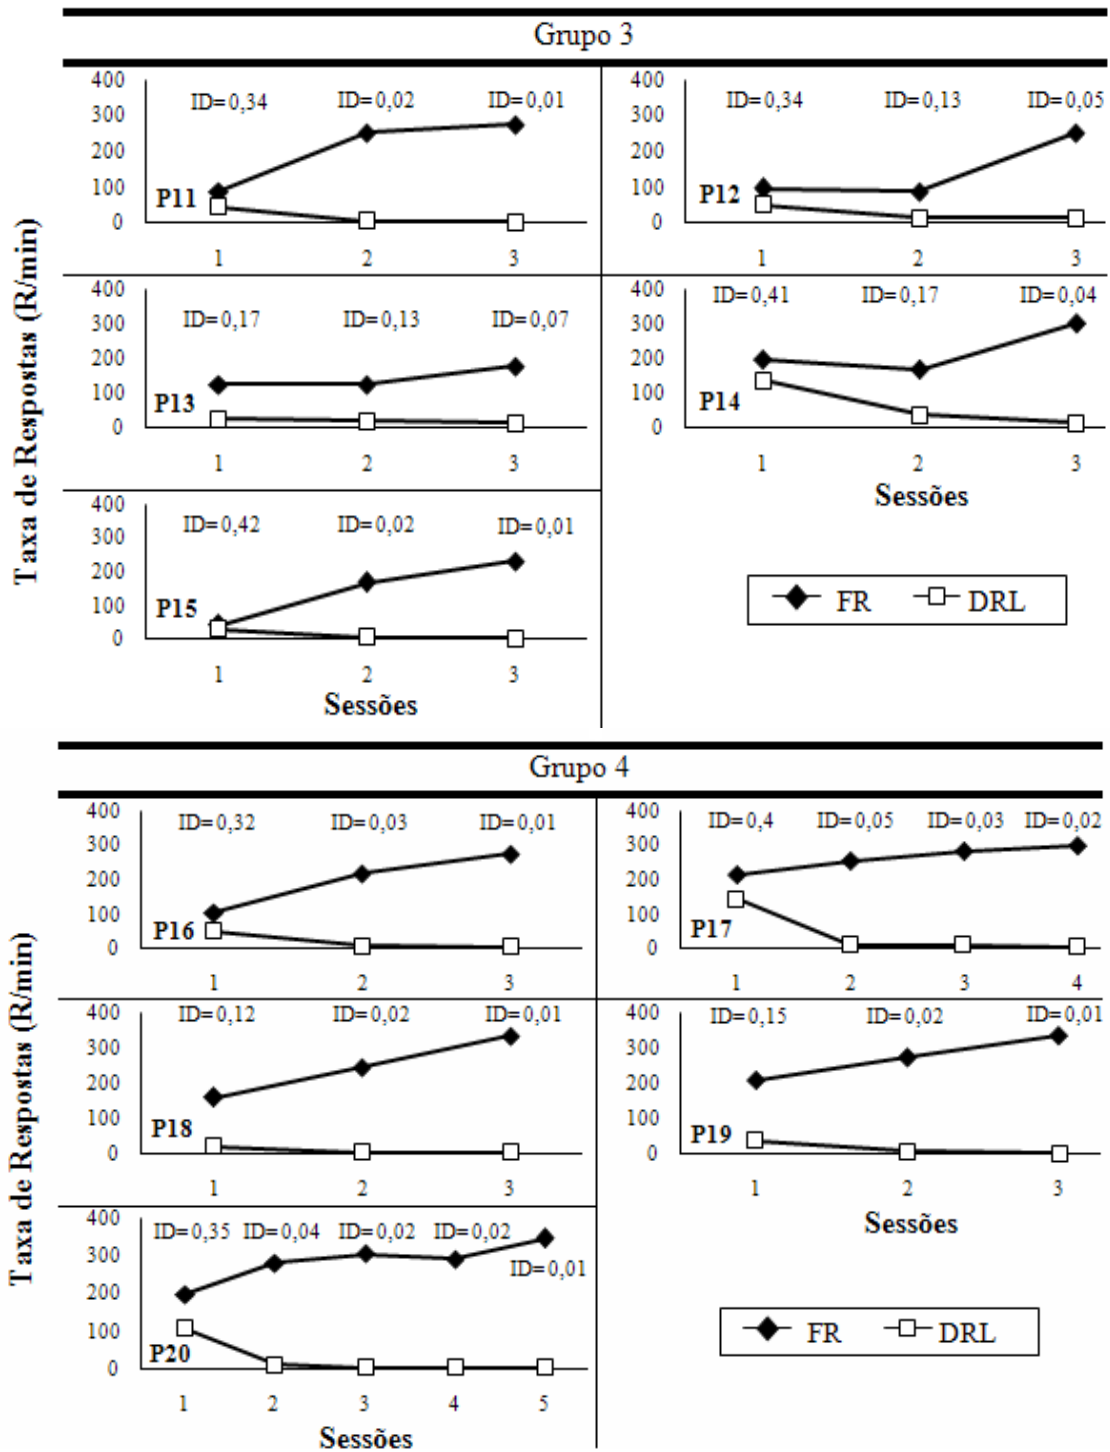 Grupo 3
Taxa de Respostas (R/min)
400
300
200
100
0
ID=0,34
ID=0,02
ID=0,01
P11
1
2
3
400
300
200
100
0
ID=0,34
ID=0,13
ID=0,05
P12
1
2
3
400
300
200
100
0
ID=0,17
ID=0,13
ID=0,07
P13
1
2
3
400
300
200
100
0
ID=0,41
ID=0,17
ID=0,04
P14
1
2
3
Sessões
400
300
200
100
0
ID=0,42
ID=0,02
ID=0,01
P15
1
2
3
Sessões
FR
DRL
Grupo 4
Taxa de Respostas (R/min)
400
300
200
100
0
ID=0,32
ID=0,03
ID=0,01
P16
1
2
3
400
300
200
100
0
ID=0,4
ID=0,05
ID=0,03
ID=0,02
P17
1
2
3
4
400
300
200
100
0
ID=0,12
ID=0,02
ID=0,01
P18
1
2
3
400
300
200
100
0
ID=0,15
ID=0,02
ID=0,01
P19
1
2
3
Sessões
400
300
200
100
0
ID=0,35
ID=0,04
ID=0,02
ID=0,02
ID=0,01
P20
1
2
3
4
5
Sessões
FR
DRL